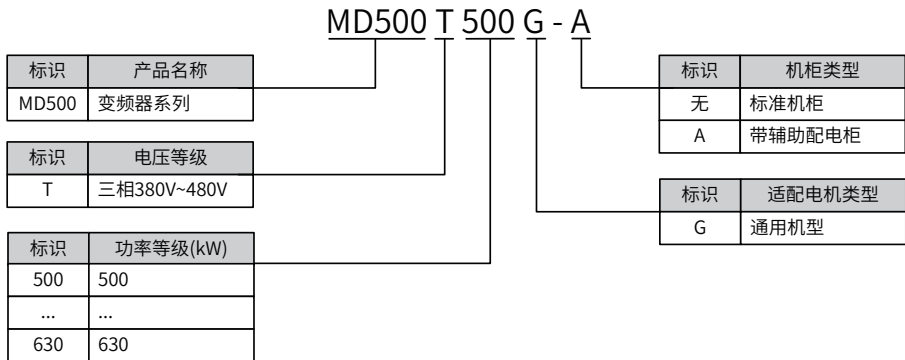 MD500 T 500 G - A
标识 产品名称
MD500 变频器系列
标识 电压等级
T 三相380V~480V
标识 功率等级(kW)
500 500
... ...
630 630
标识 机柜类型
无 标准机柜
A 带辅助配电柜
标识 适配电机类型
G 通用机型